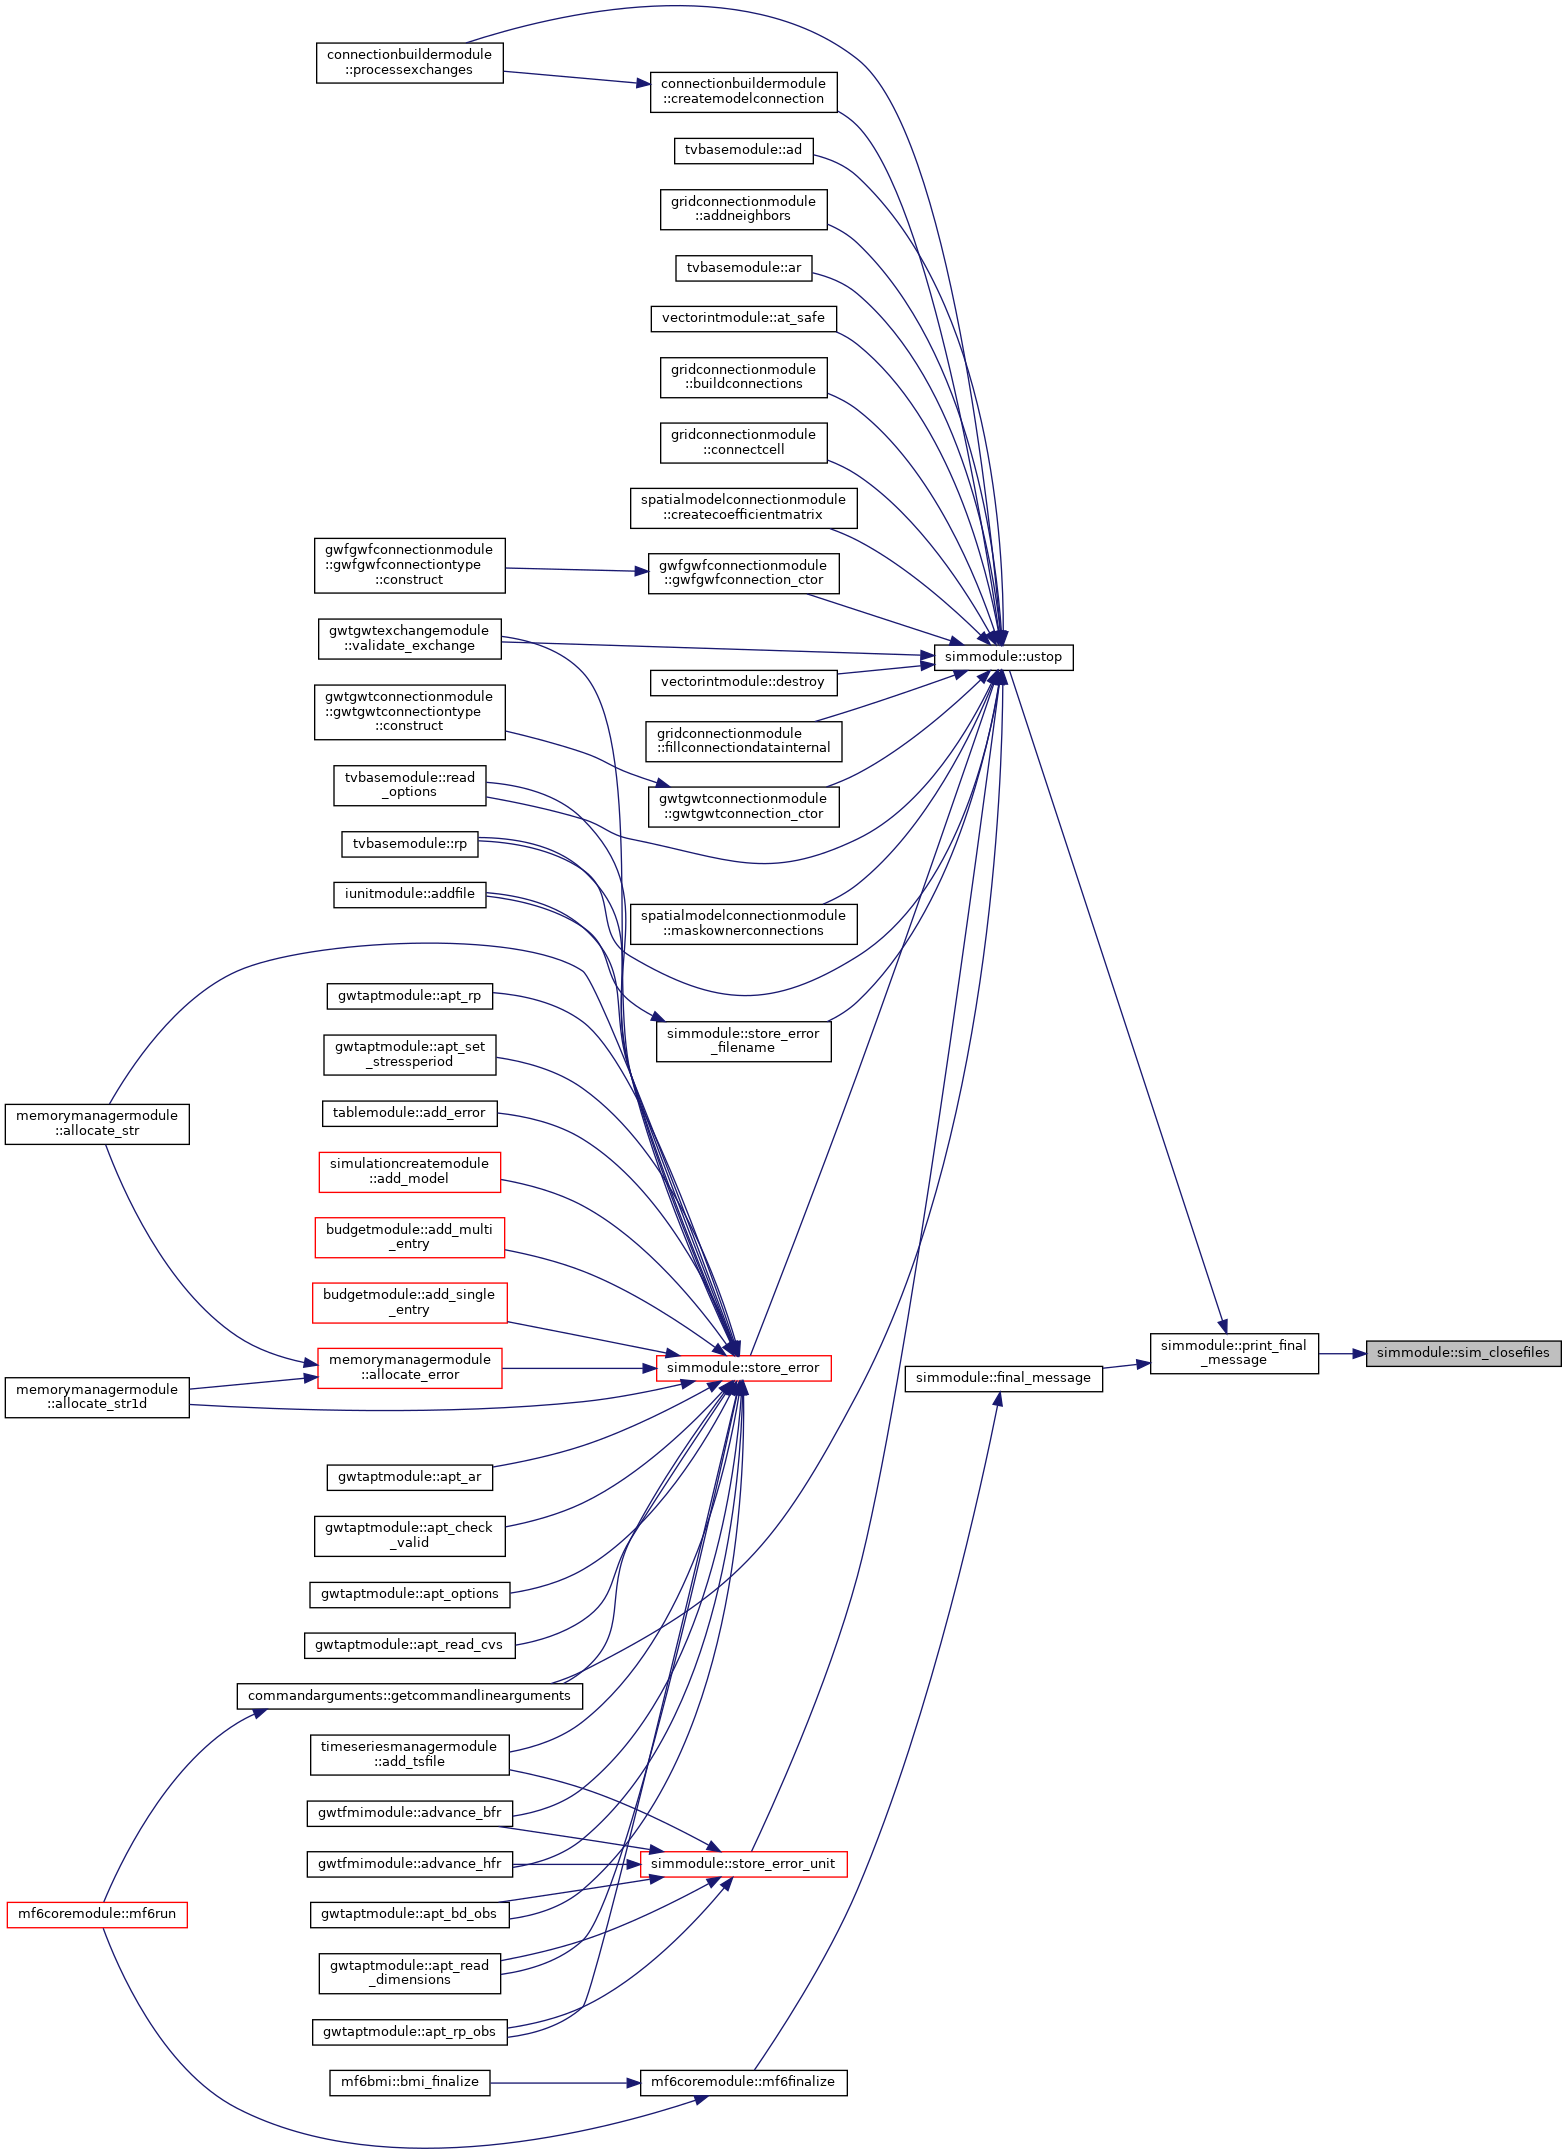 connectionbuildermodule
::processexchanges
connectionbuildermodule
::createmodelconnection
tvbasemodule::ad
gridconnectionmodule
::addneighbors
tvbasemodule::ar
vectorintmodule::at_safe
gridconnectionmodule
::buildconnections
gridconnectionmodule
::connectcell
spatialmodelconnectionmodule
::createcoefficientmatrix
gwfgwfconnectionmodule
::gwfgwfconnectiontype
::construct
gwfgwfconnectionmodule
::gwfgwfconnection_ctor
gwtgwtexchangemodule
::validate_exchange
simmodule::ustop
vectorintmodule::destroy
gwtgwtconnectionmodule
::gwtgwtconnectiontype
::construct
gridconnectionmodule
::fillconnectiondatainternal
tvbasemodule::read
_options
gwtgwtconnectionmodule
::gwtgwtconnection_ctor
tvbasemodule::rp
iunitmodule::addfile
spatialmodelconnectionmodule
::maskownerconnections
gwtaptmodule::apt_rp
simmodule::store_error
_filename
gwtaptmodule::apt_set
_stressperiod
tablemodule::add_error
memorymanagermodule
::allocate_str
simulationcreatemodule
::add_model
budgetmodule::add_multi
_entry
budgetmodule::add_single
_entry
memorymanagermodule
::allocate_error
simmodule::store_error
simmodule::final_message
simmodule::print_final
_message
simmodule::sim_closefiles
memorymanagermodule
::allocate_str1d
gwtaptmodule::apt_ar
gwtaptmodule::apt_check
_valid
gwtaptmodule::apt_options
gwtaptmodule::apt_read_cvs
commandarguments::getcommandlinearguments
timeseriesmanagermodule
::add_tsfile
gwtfmimodule::advance_bfr
gwtfmimodule::advance_hfr
simmodule::store_error_unit
mf6coremodule::mf6run
gwtaptmodule::apt_bd_obs
gwtaptmodule::apt_read
_dimensions
gwtaptmodule::apt_rp_obs
mf6bmi::bmi_finalize
mf6coremodule::mf6finalize